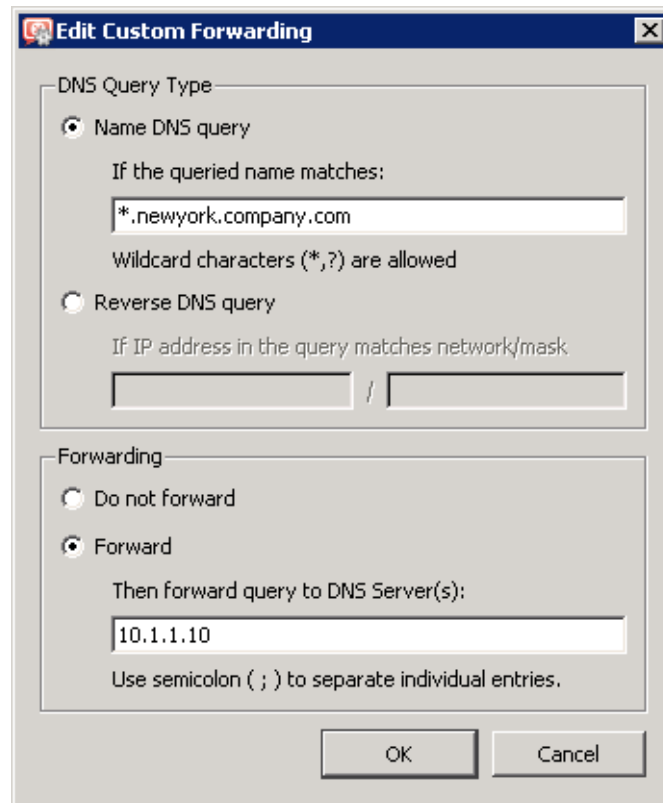 Edit Custom Forwarding
DNS Query Type
Name DNS query
If the queried name matches:
*.newyork.company.com
Wildcard characters (*,?) are allowed
Reverse DNS query
If IP address in the query matches network/mask
/
Forwarding
Do not forward
Forward
Then forward query to DNS Server(s):
10.1.1.10
Use semicolon ( ; ) to separate individual entries.
OK Cancel